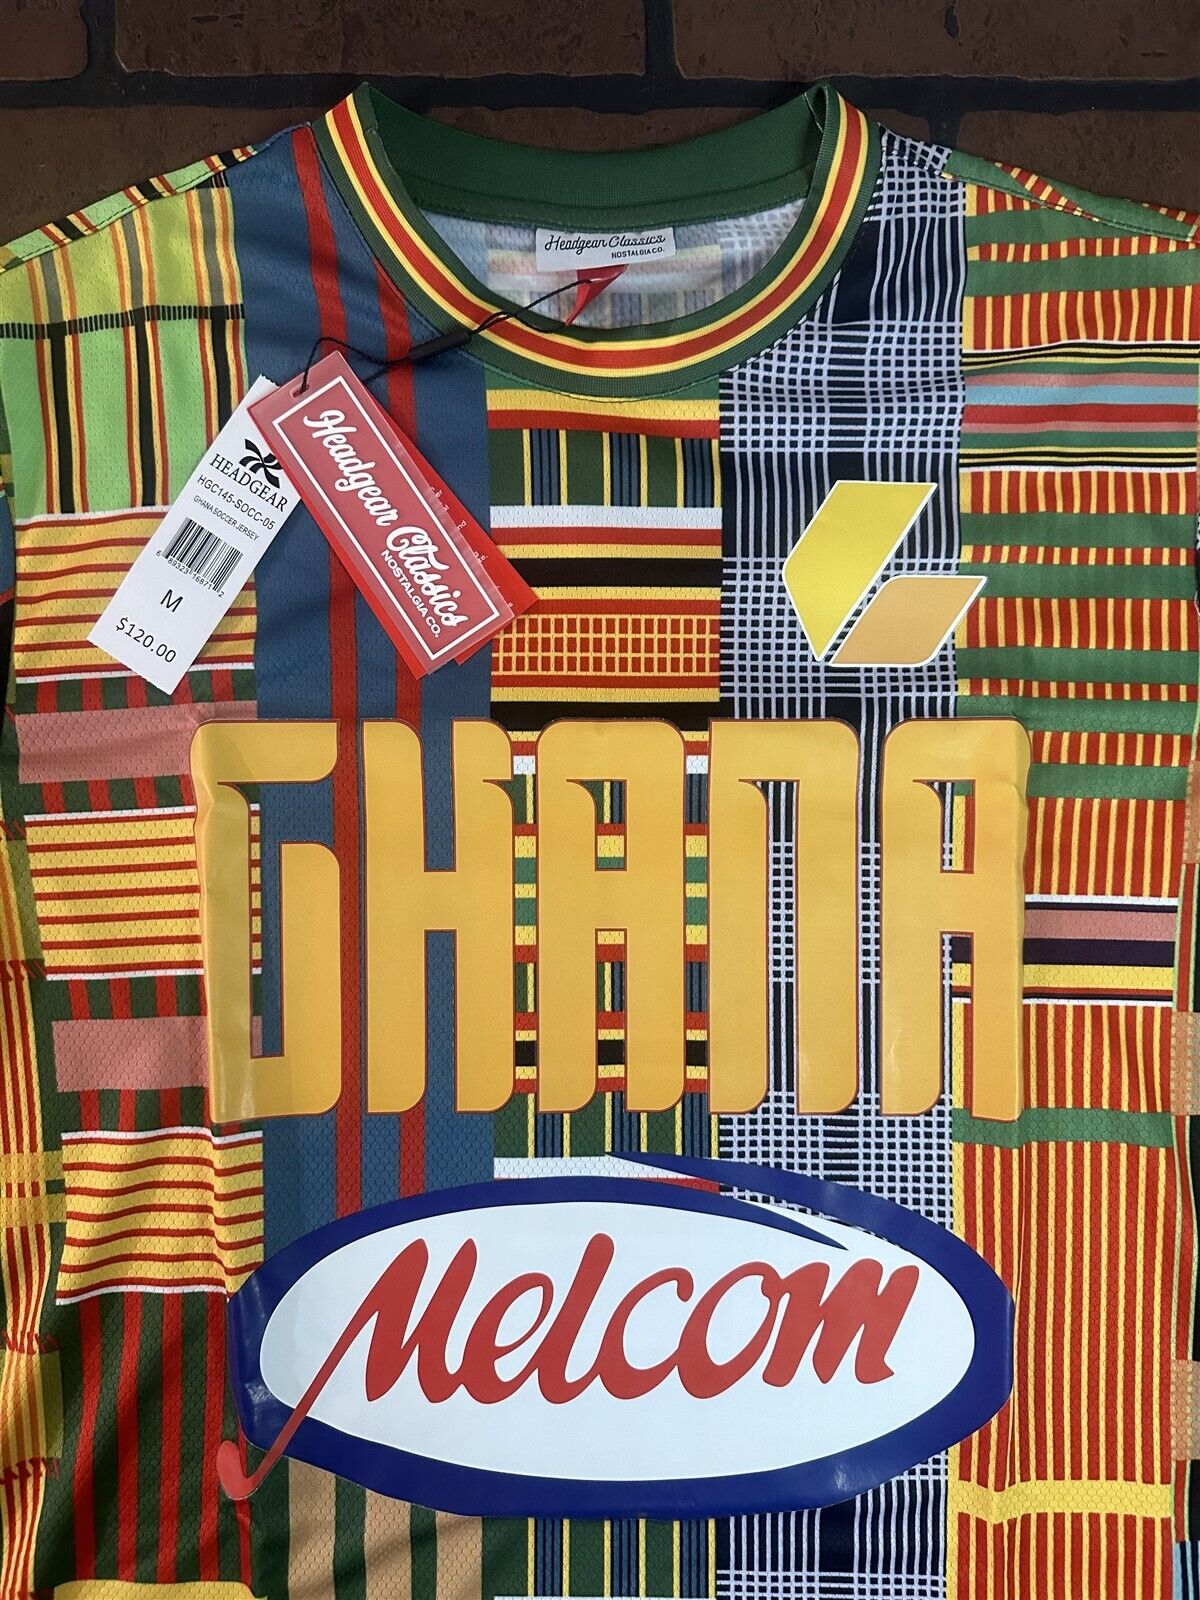 Headgear Classics
NOSTALGIA CO.
HEADGEAR
HGC145-SOCC-05
GHANA SOCCER JERSEY
M
$120.00
Headgear Classics
NOSTALGIA CO.
GHANA
Melcom